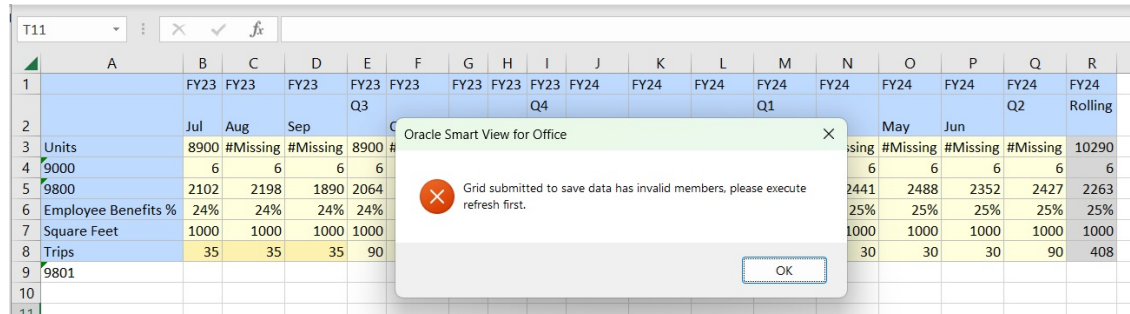 T11 fx
A B C D E F G H I J K L M N O P Q R
1 FY23 FY23 FY23 FY23 FY23 FY23 FY23 FY23 FY24 FY24 FY24 FY24 FY24 FY24 FY24 FY24 FY24
Q3 Q4 Q1 Q2 Rolling
2 Jul Aug Sep May Jun
Oracle Smart View for Office
3 Units 8900 #Missing #Missing 8900 #Missing #Missing #Missing 10290
4 9000 6 6 6 6 6 6 6 6 6
5 9800 2102 2198 1890 2064 2441 2488 2352 2427 2263
Grid submitted to save data has invalid members, please execute
refresh first.
6 Employee Benefits % 24% 24% 24% 24% 25% 25% 25% 25% 25%
7 Square Feet 1000 1000 1000 1000 1000 1000 1000 1000 1000
8 Trips 35 35 35 90 30 30 30 90 408
9 9801
OK
10